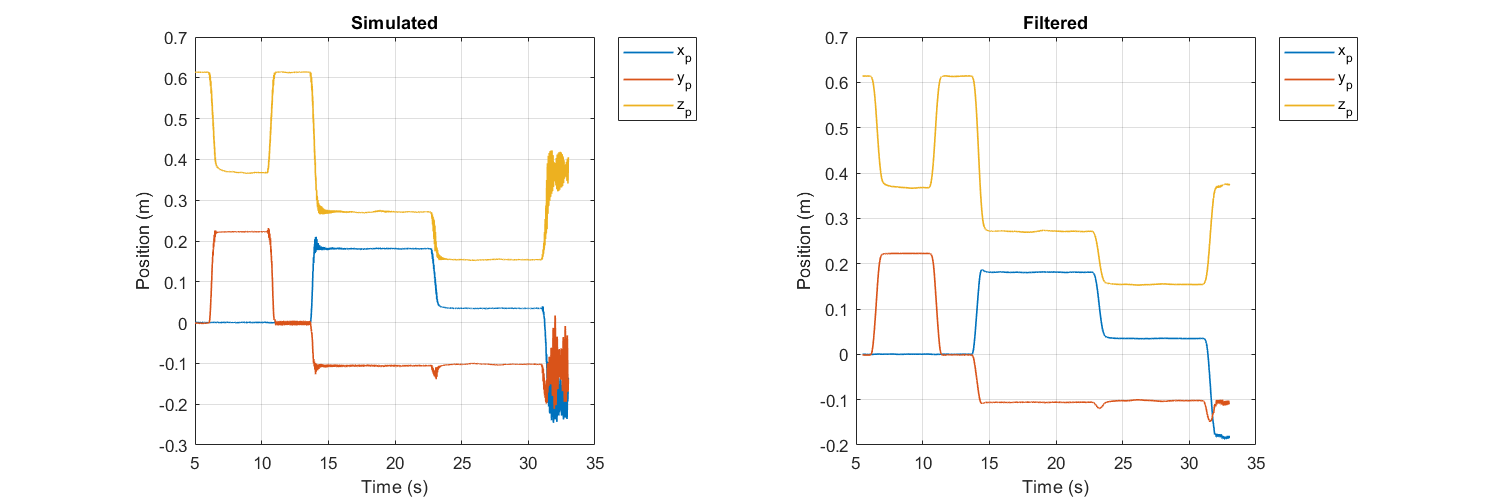 Simulated
0.7
0.6
0.5
0.4
0.3
0.2
0.1
0
-0.1
-0.2
-0.3
Position (m)
5 10 15 20 25 30 35
Time (s)
x_p
y_p
z_p
Filtered
0.7
0.6
0.5
0.4
0.3
0.2
0.1
0
-0.1
-0.2
Position (m)
5 10 15 20 25 30 35
Time (s)
x_p
y_p
z_p